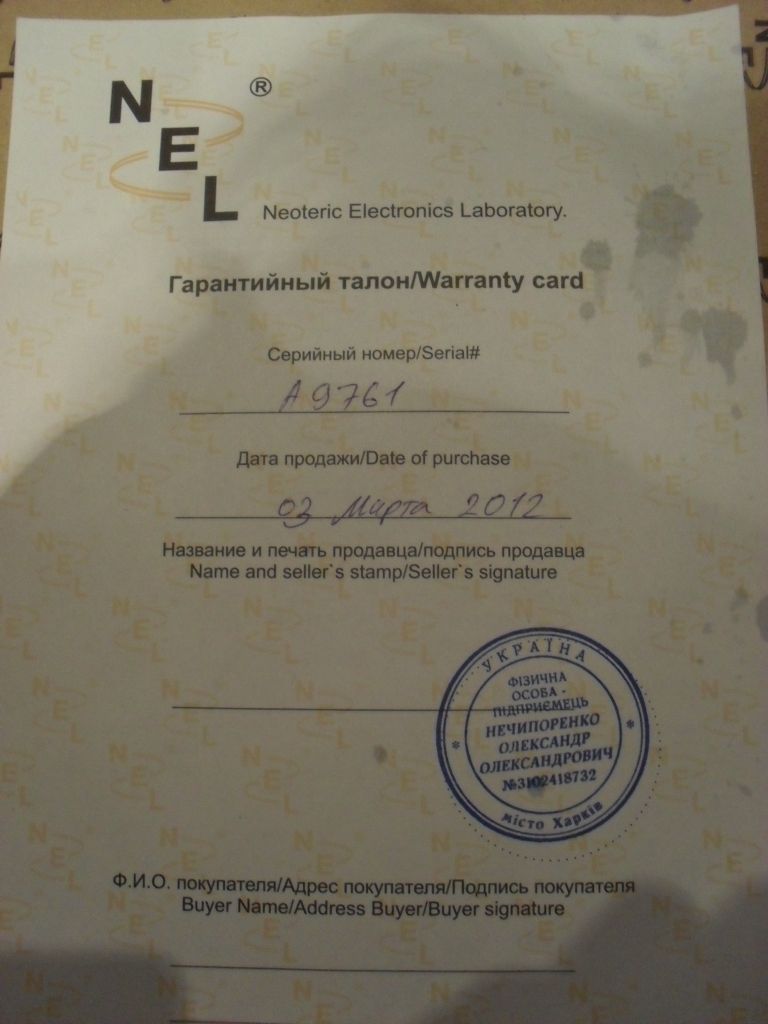 NEL ®
Neoteric Electronics Laboratory.
Гарантийный талон/Warranty card
Серийный номер/Serial#
A9761
Дата продажи/Date of purchase
03 Марта 2012
Название и печать продавца/подпись продавца
Name and seller`s stamp/Seller`s signature
УКРАЇНА
ФІЗИЧНА
ОСОБА -
ПІДПРИЄМЕЦЬ
НЕЧИПОРЕНКО
ОЛЕКСАНДР
ОЛЕКСАНДРОВИЧ
№3102418732
місто Харків
Ф.И.О. покупателя/Адрес покупателя/Подпись покупателя
Buyer Name/Address Buyer/Buyer signature